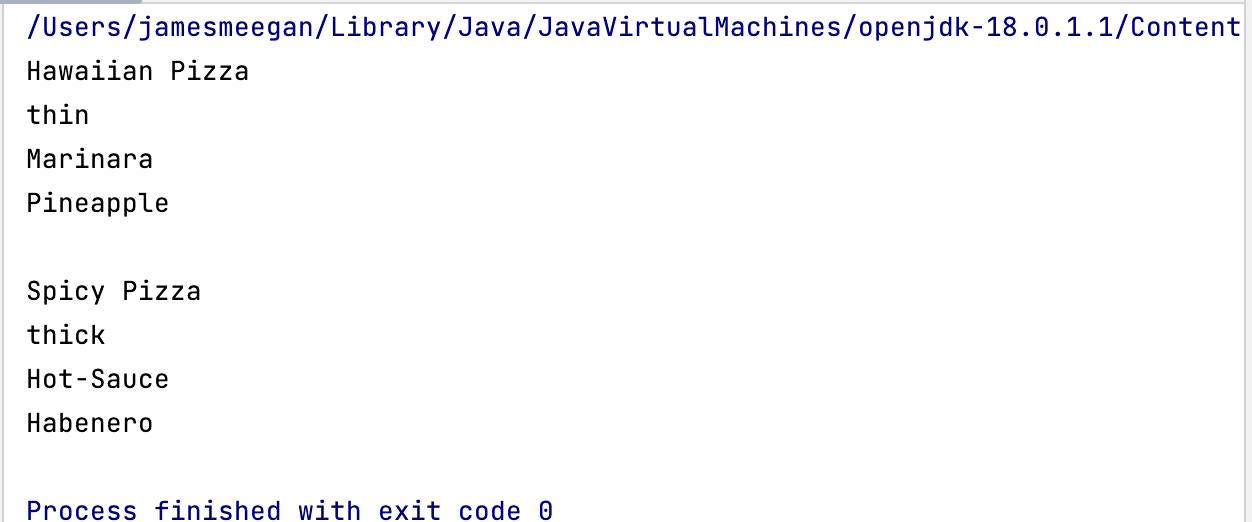 /Users/jamesmeegan/Library/Java/JavaVirtualMachines/openjdk-18.0.1.1/Content
Hawaiian Pizza
thin
Marinara
Pineapple
Spicy Pizza
thick
Hot-Sauce
Habenero
Process finished with exit code 0